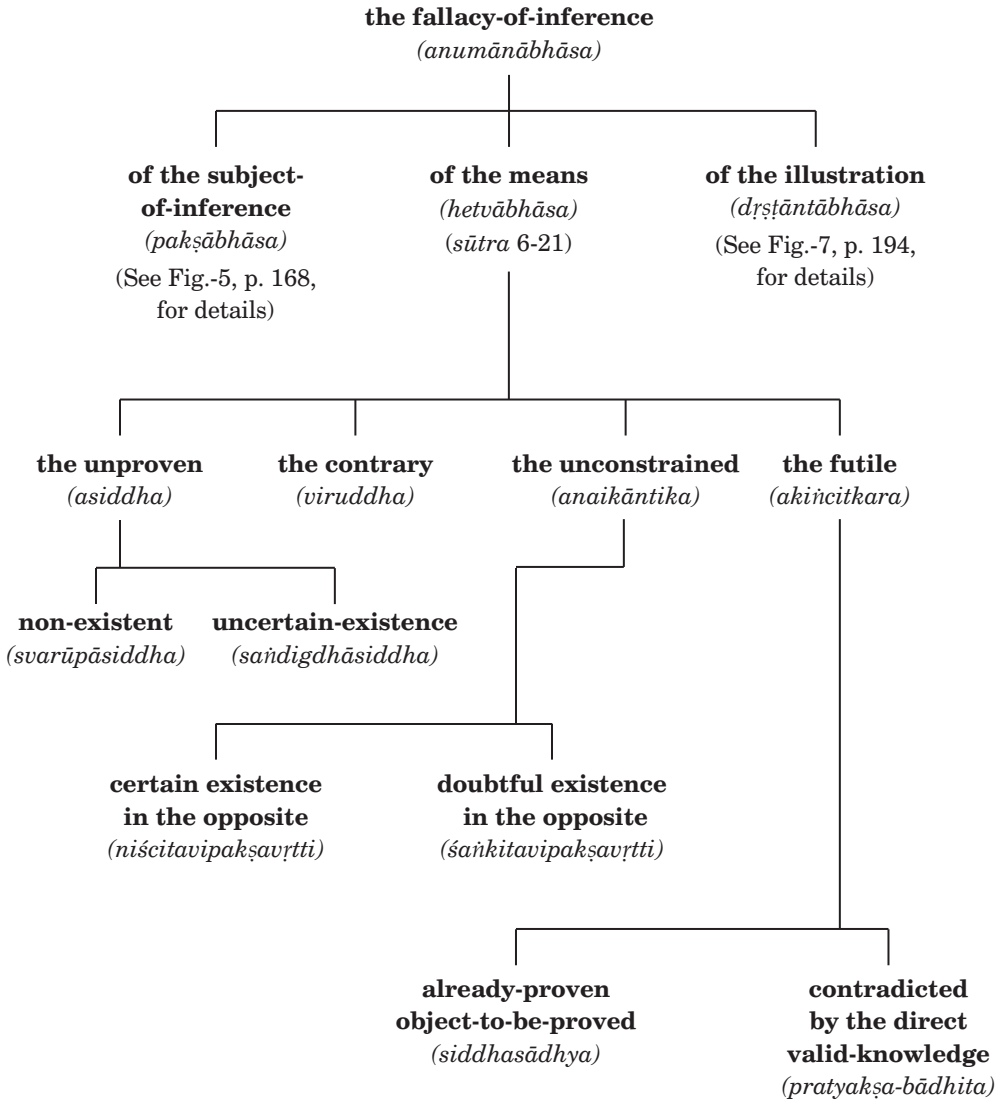 the fallacy-of-inference
(anumānābhāsa)
of the subject-
of-inference
(pakṣābhāsa)
(See Fig.-5, p. 168,
for details)
of the means
(hetvābhāsa)
(sūtra 6-21)
of the illustration
(dṛṣṭāntābhāsa)
(See Fig.-7, p. 194,
for details)
the unproven
(asiddha)
the contrary
(viruddha)
the unconstrained
(anaikāntika)
the futile
(akiṅcitkara)
non-existent
(svarūpāsiddha)
uncertain-existence
(saṅdigdhāsiddha)
certain existence
in the opposite
(niścitavipakṣavṛtti)
doubtful existence
in the opposite
(śaṅkitavipakṣavṛtti)
already-proven
object-to-be-proved
(siddhasādhya)
contradicted
by the direct
valid-knowledge
(pratyakṣa-bādhita)